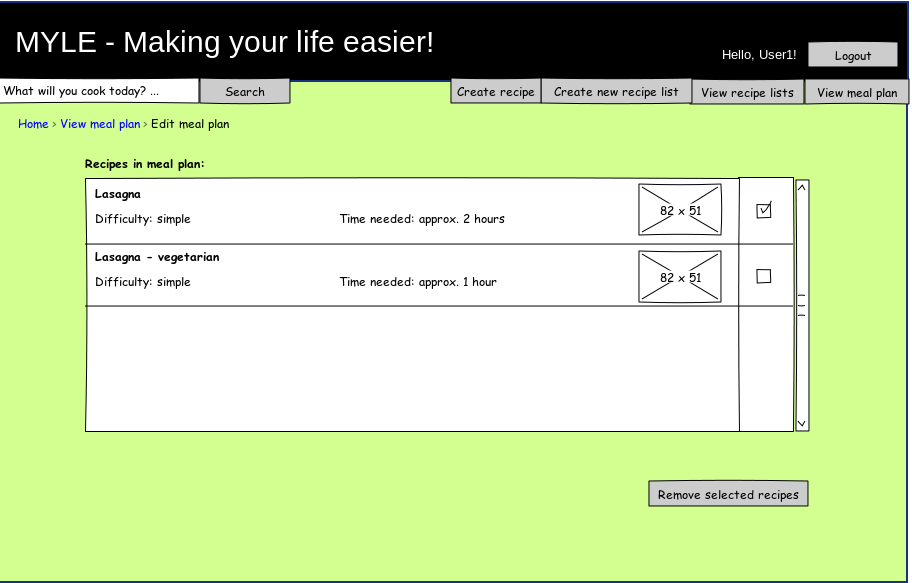 MYLE - Making your life easier!
Hello, User1!
Logout
What will you cook today? ...
Search
Create recipe
Create new recipe list
View recipe lists
View meal plan
Home > View meal plan > Edit meal plan
Recipes in meal plan:
Lasagna
Difficulty: simple
Time needed: approx. 2 hours
82 x 51
Lasagna - vegetarian
Difficulty: simple
Time needed: approx. 1 hour
82 x 51
Remove selected recipes